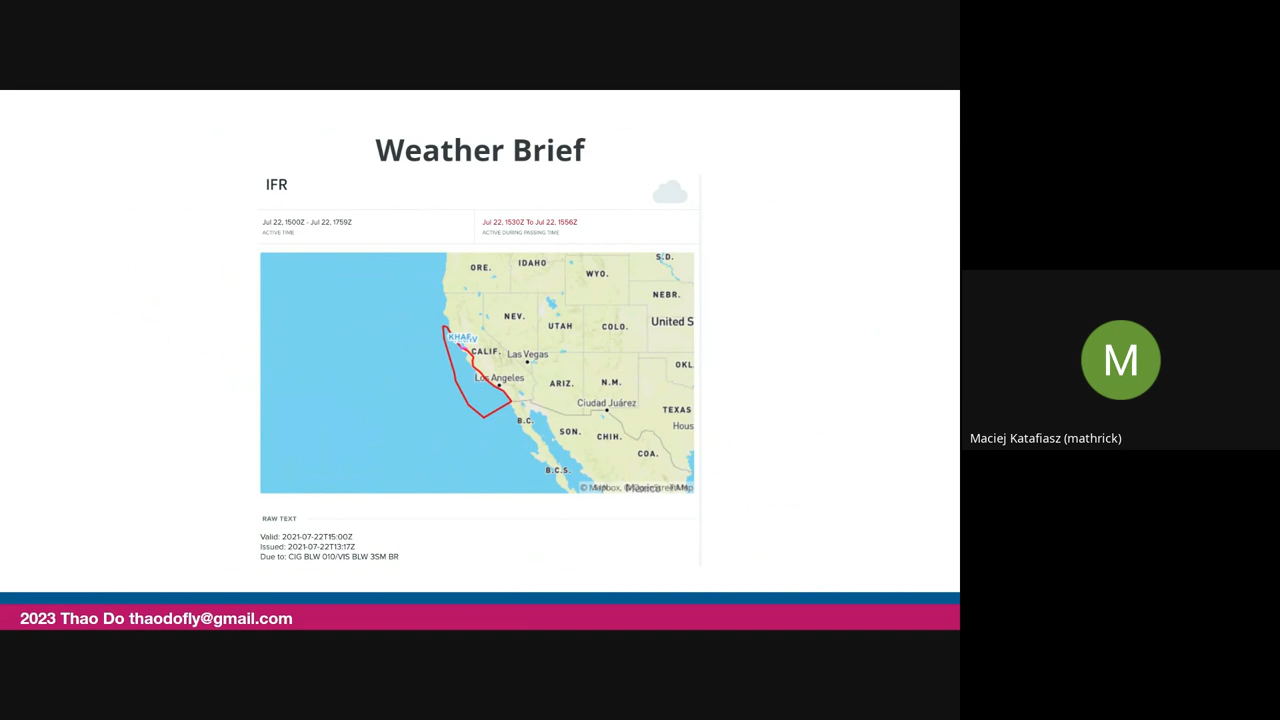 Weather Brief
IFR
Jul 22, 1500Z - Jul 22, 1759Z
ACTIVE TIME
Jul 22, 1530Z To Jul 22, 1556Z
ACTIVE DURING PASSING TIME
S.D.
ORE.
IDAHO
WYO.
NEBR.
NEV.
UTAH
COLO.
United S
KHAF
CALIF.
Las Vegas
OKL
Los Angeles
ARIZ.
N.M.
Ciudad Juárez
TEXAS
B.C.
Hous
SON.
CHIH.
COA.
B.C.S.
© Mapbox, © OpenStreetMap
RAW TEXT
Valid: 2021-07-22T15:00Z
Issued: 2021-07-22T13:17Z
Due to: CIG BLW 010/VIS BLW 3SM BR
2023 Thao Do thaodofly@gmail.com
M
Maciej Katafiasz (mathrick)